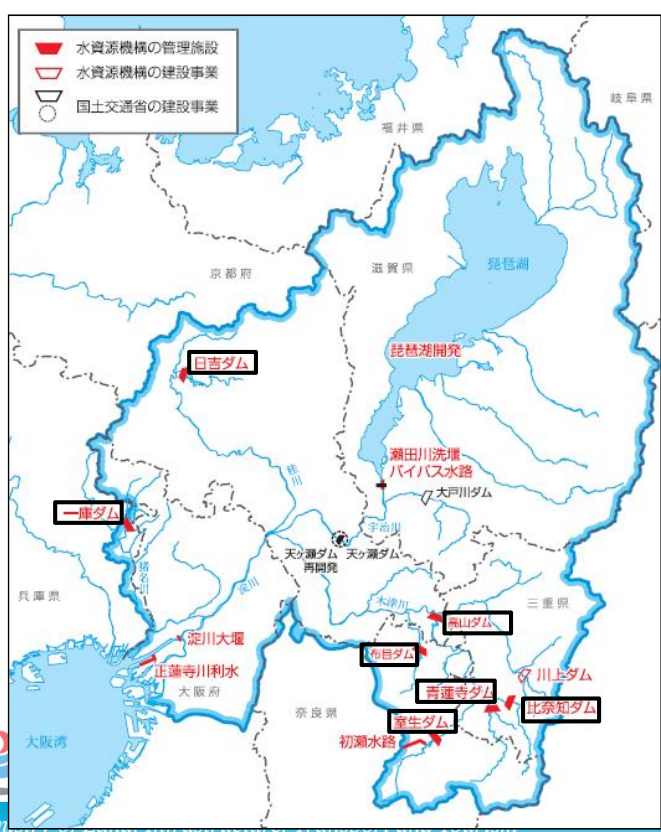 水資源機構の管理施設
水資源機構の建設事業
国土交通省の建設事業
岐阜県
福井県
京都府
滋賀県
琵琶湖
琵琶湖開発
日吉ダム
瀬田川洗堰
バイパス水路
大戸川ダム
桂川
一庫ダム
宇治川
天ヶ瀬ダム
再開発
天ヶ瀬ダム
猪名川
淀川
兵庫県
木津川
三重県
高山ダム
淀川大堰
布目ダム
正蓮寺川利水
川上ダム
大阪府
青蓮寺ダム
比奈知ダム
奈良県
室生ダム
大阪湾
初瀬水路